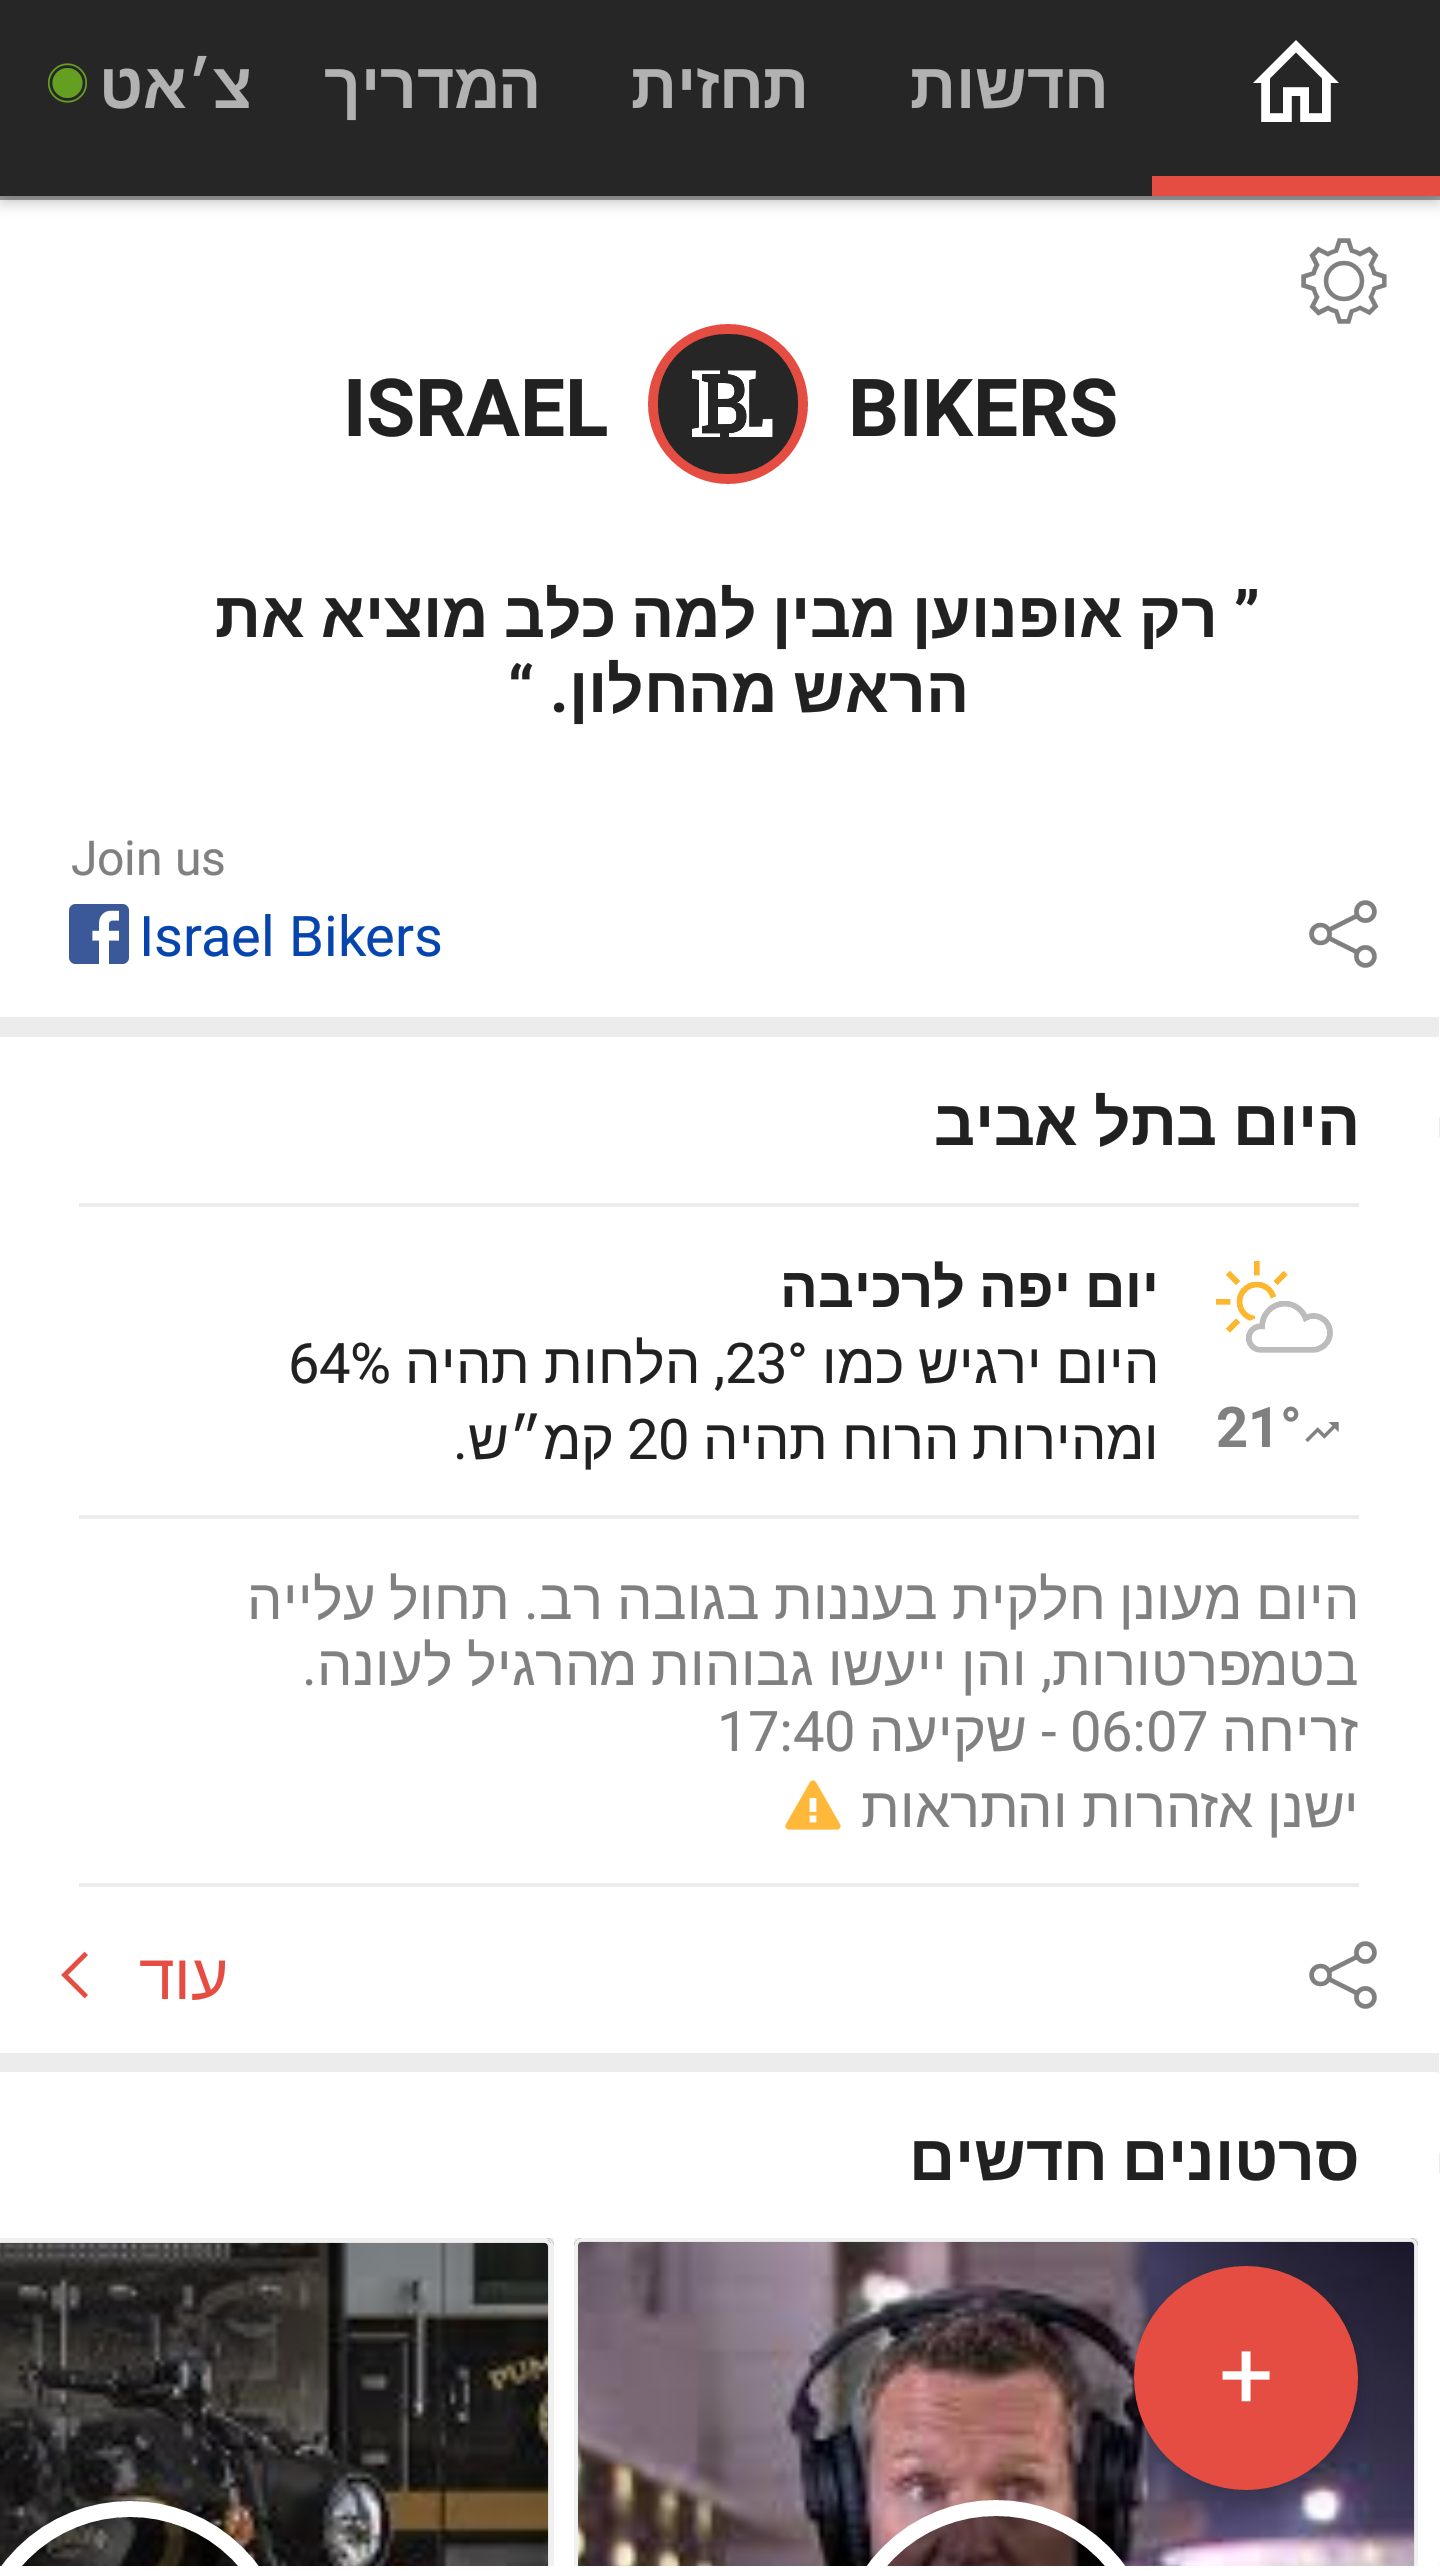 חדשות
תחזית
המדריך
צ'אט
ISRAEL BIL BIKERS
” רק אופנוען מבין למה כלב מוציא את
הראש מהחלון. “
Join us
Israel Bikers
היום בתל אביב
יום יפה לרכיבה
היום ירגיש כמו 23°, הלחות תהיה 64%
ומהירות הרוח תהיה 20 קמ״ש.
21°
היום מעונן חלקית בעננות בגובה רב. תחול עלייה
בטמפרטורות, והן ייעשו גבוהות מהרגיל לעונה.
זריחה 06:07 - שקיעה 17:40
ישנן אזהרות והתראות
עוד
סרטונים חדשים
PUM